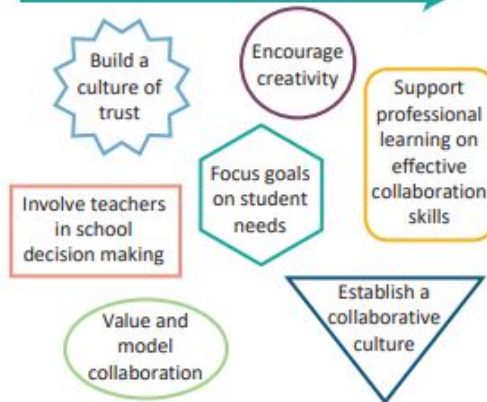 Build a
culture of
trust
Encourage
creativity
Support
professional
learning on
effective
collaboration
skills
Focus goals
on student
needs
Involve teachers
in school
decision making
Establish a
collaborative
culture
Value and
model
collaboration